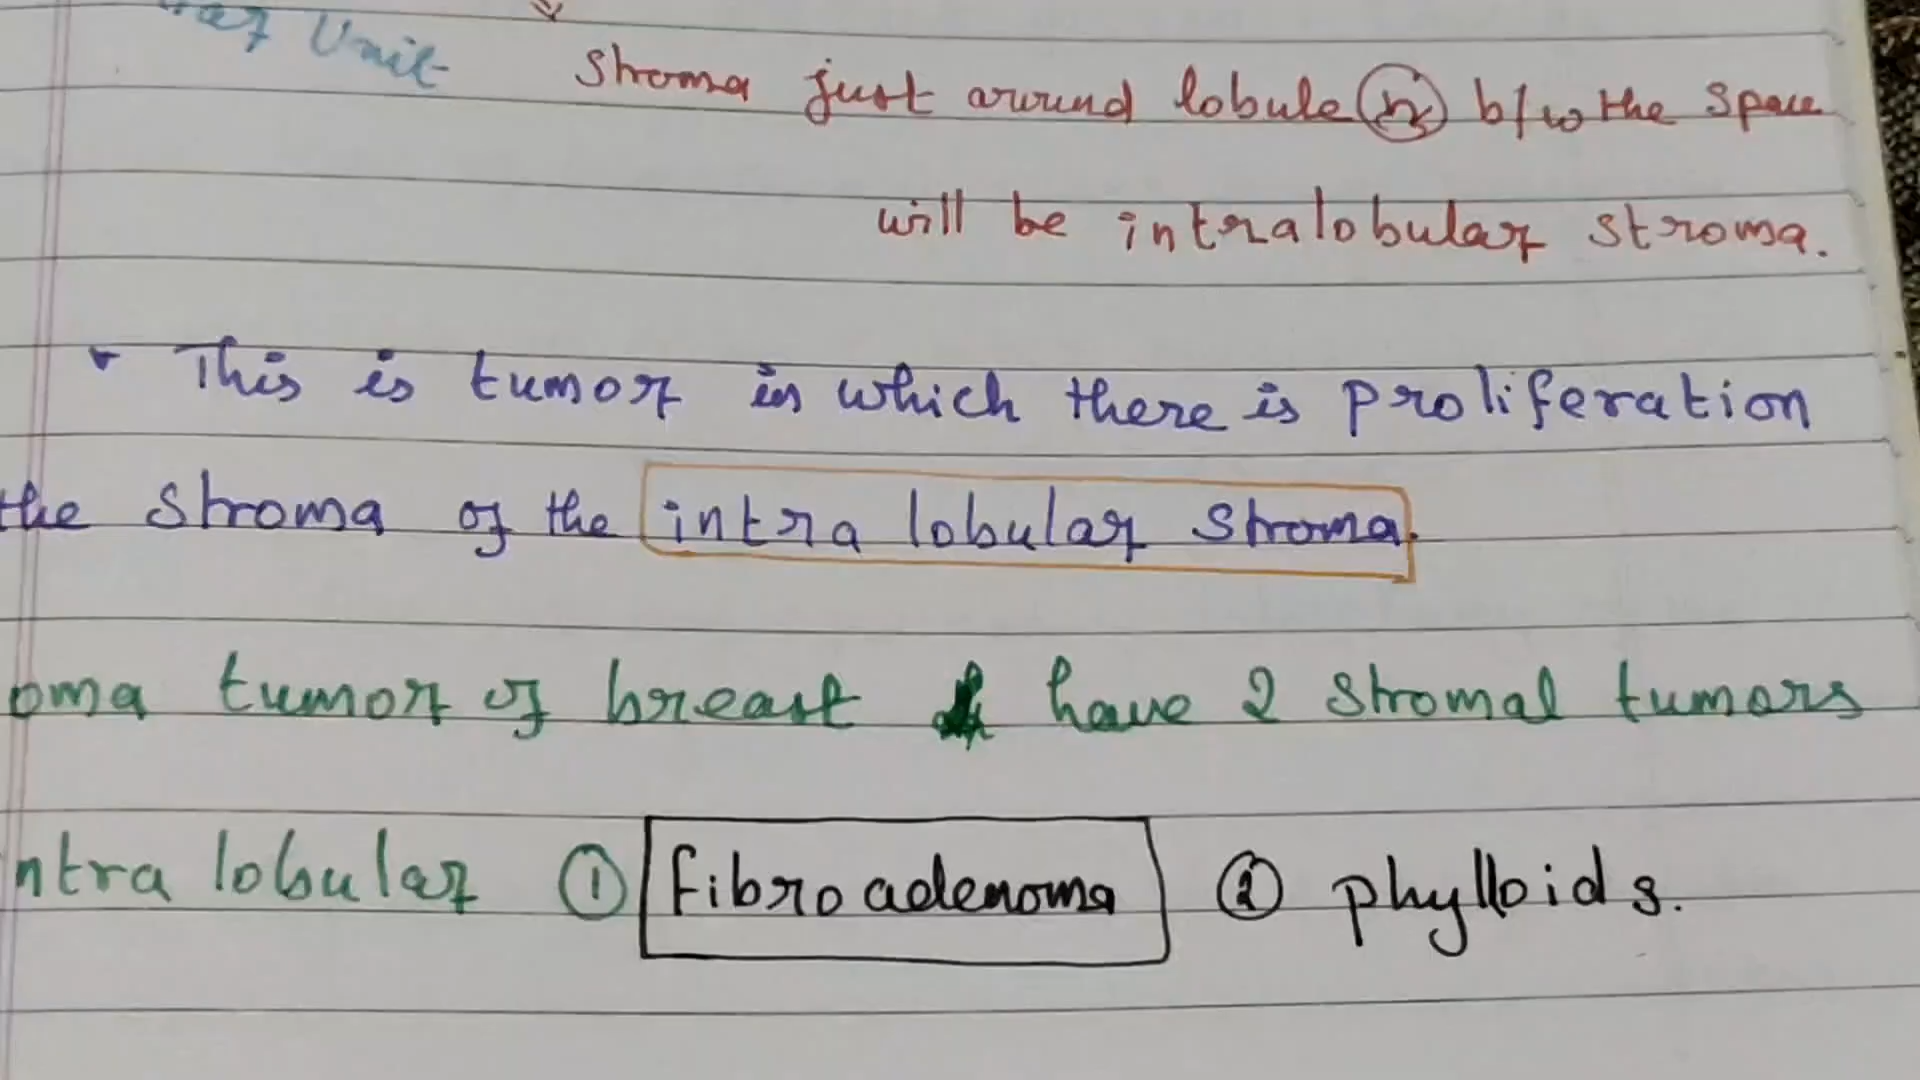 Unit
Stroma just around lobule in b/w the space
will be intralobular stroma.
This is tumor in which there is proliferation
the stroma of the intra lobular stroma.
oma tumor of breast have 2 stromal tumors
ntra lobular ① Fibroadenoma ② phylloids.